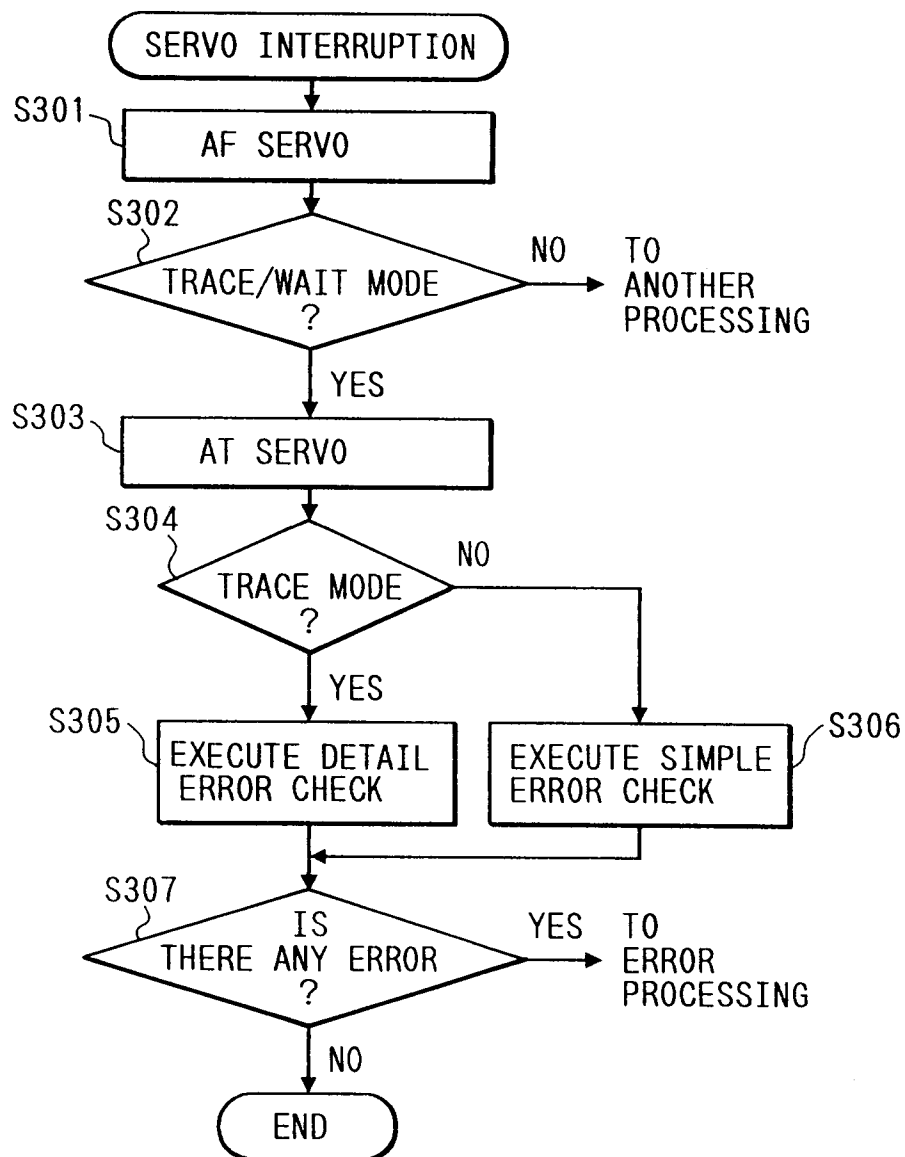 SERVO INTERRUPTION
S301
AF SERVO
S302
TRACE/WAIT MODE
?
NO
TO
ANOTHER
PROCESSING
YES
S303
AT SERVO
S304
TRACE MODE
?
NO
YES
S305
EXECUTE DETAIL
ERROR CHECK
S306
EXECUTE SIMPLE
ERROR CHECK
S307
IS
THERE ANY ERROR
?
YES
TO
ERROR
PROCESSING
NO
END